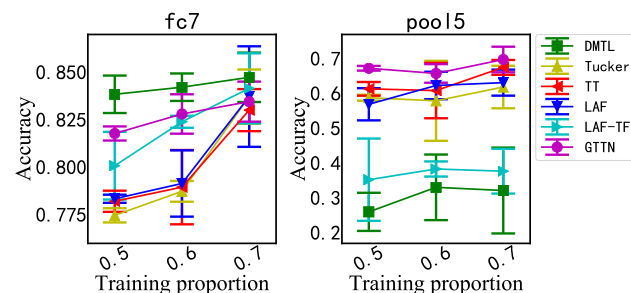 fc7
Accuracy
0.850
0.825
0.800
0.775
0.5
0.6
0.7
Training proportion
pool5
Accuracy
0.7
0.6
0.5
0.4
0.3
0.2
0.5
0.6
0.7
Training proportion
DMTL
Tucker
TT
LAF
LAF-TF
GTTN